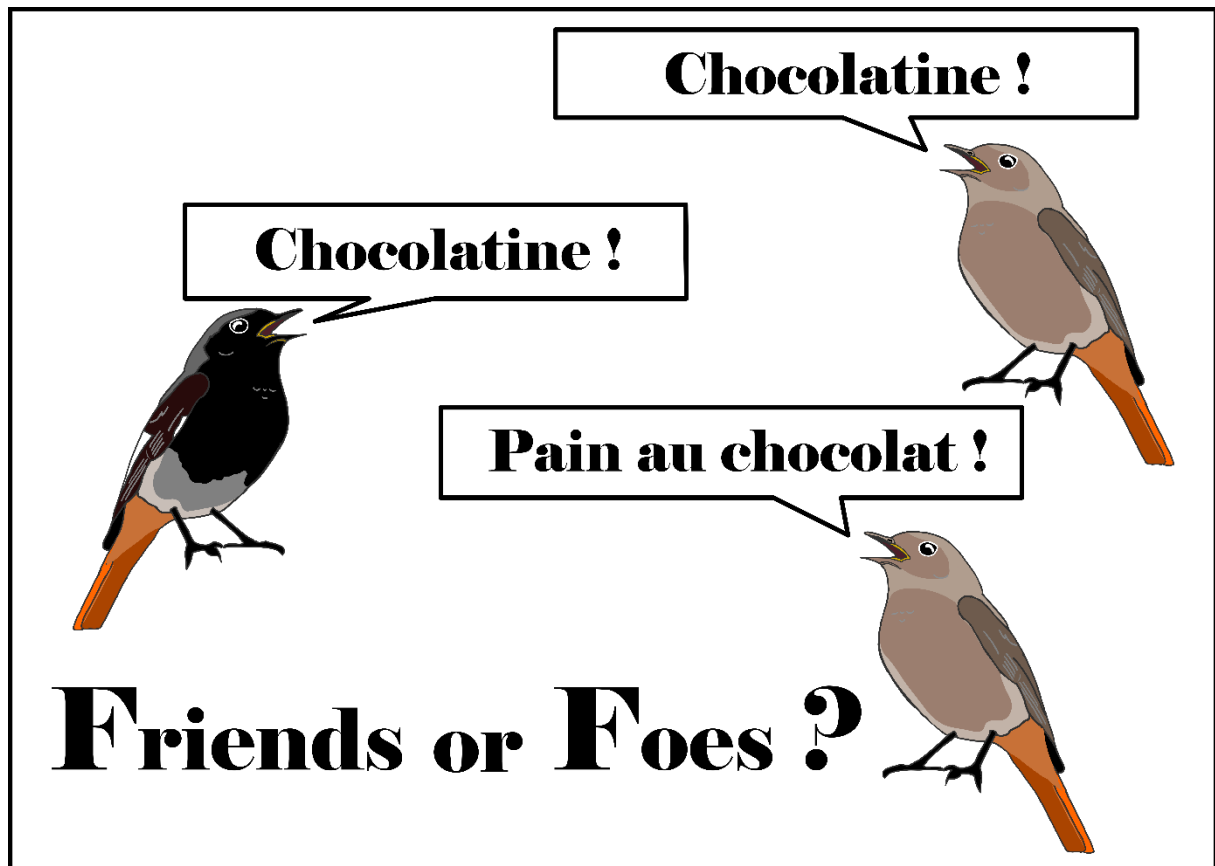 Chocolatine !
Chocolatine !
Pain au chocolat !
Friends or Foes ?